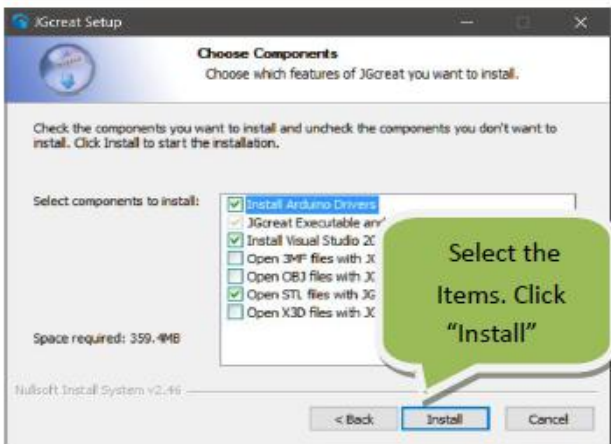 JGcreat Setup
Choose Components
Choose which features of JGcreat you want to install.
Check the components you want to install and uncheck the components you don't want to
install. Click Install to start the installation.
Select components to install:
Install Arduino Drivers
JGcreat Executable and
Install Visual Studio 20
Open 3MF files with JG
Open OBJ files with JG
Open STL files with JG
Open X3D files with JG
Select the
Items. Click
“Install”
Space required: 359.4MB
Nullsoft Install System v2.46
< Back
Install
Cancel